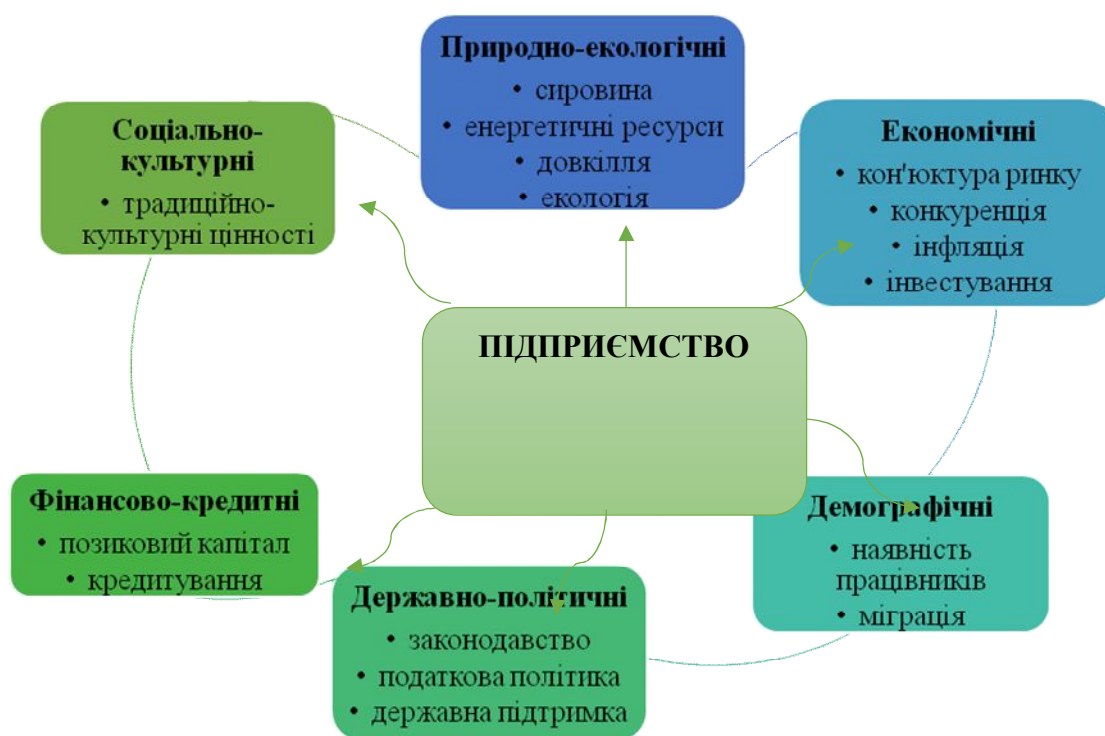 Природно-екологічні
• сировина
• енергетичні ресурси
• довкілля
• екологія
Соціально-
культурні
• традиційно-
культурні цінності
Економічні
• кон'юктура ринку
• конкуренція
• інфляція
• інвестування
ПІДПРИЄМСТВО
Фінансово-кредитні
• позиковий капітал
• кредитування
Демографічні
• наявність
працівників
• міграція
Державно-політичні
• законодавство
• податкова політика
• державна підтримка